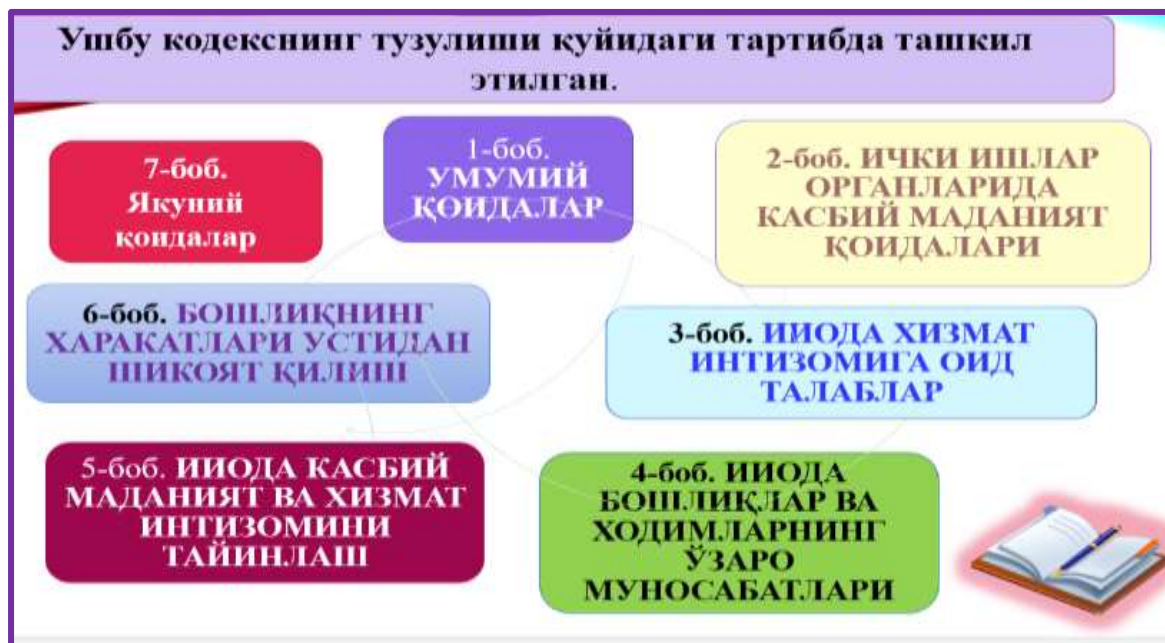 Ушбу кодекснинг тузулиши қуйидаги тартибда ташкил
этилган.
1-боб.
УМУМИЙ
ҚОИДАЛАР
2-боб. ИЧКИ ИШЛАР
ОРГАНЛАРИДА
КАСБИЙ МАДАНИЯТ
ҚОИДАЛАРИ
3-боб. ИИОДА ХИЗМАТ
ИНТИЗОМИГА ОИД
ТАЛАБЛАР
4-боб. ИИОДА
БОШЛИҚЛАР ВА
ХОДИМЛАРНИНГ
ЎЗАРО
МУНОСАБАТЛАРИ
5-боб. ИИОДА КАСБИЙ
МАДАНИЯТ ВА ХИЗМАТ
ИНТИЗОМИНИ
ТАЙИНЛАШ
6-боб. БОШЛИҚНИНГ
ХАРАКАТЛАРИ УСТИДАН
ШИКОЯТ ҚИЛИШ
7-боб.
Якуний
қоидалар